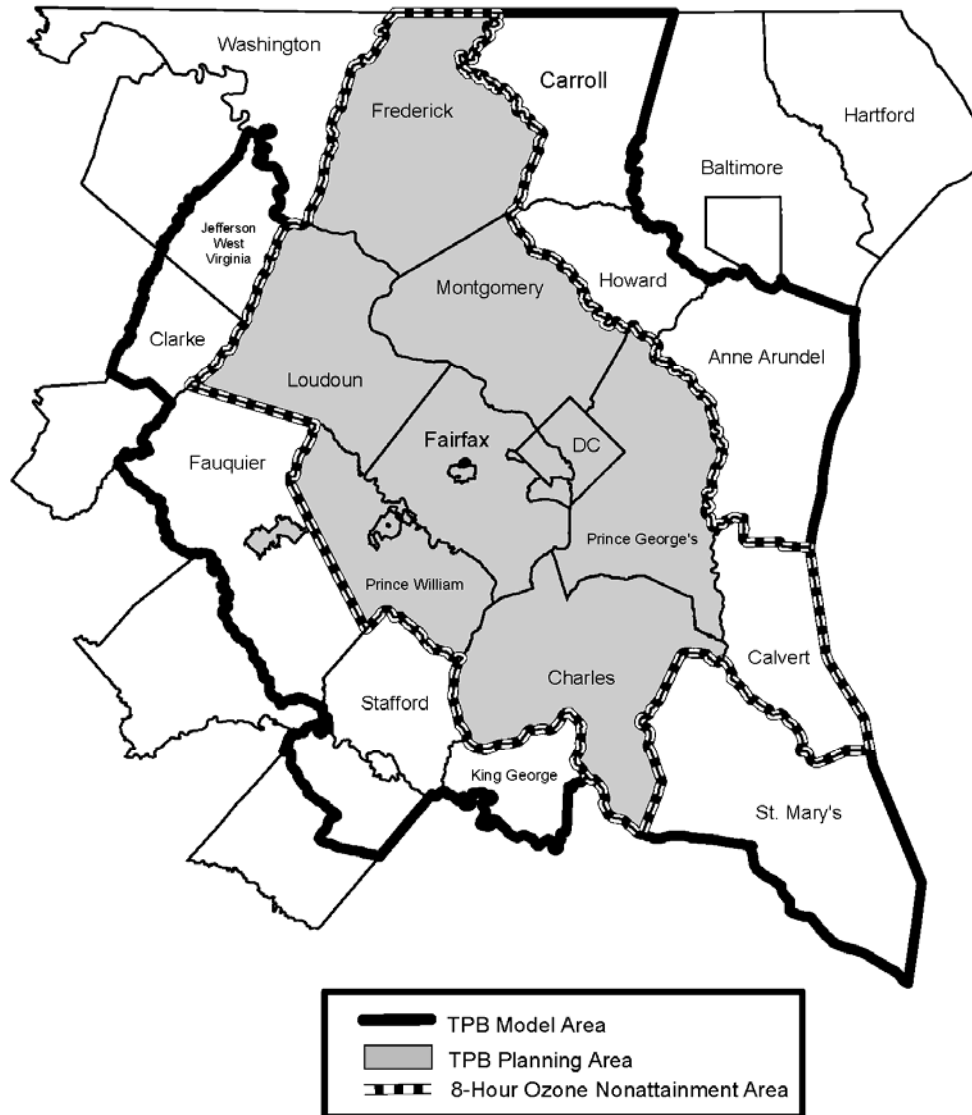 Washington
Carroll
Frederick
Hartford
Baltimore
Jefferson
West
Virginia
Howard
Montgomery
Clarke
Anne Arundel
Loudoun
Fairfax
DC
Fauquier
Prince George's
Prince William
Calvert
Charles
Stafford
King George
St. Mary's
TPB Model Area
TPB Planning Area
8-Hour Ozone Nonattainment Area